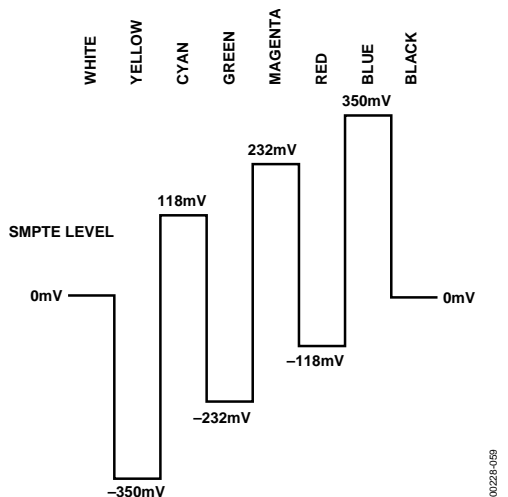 WHITE
YELLOW
CYAN
GREEN
MAGENTA
RED
BLUE
BLACK
350mV
232mV
118mV
SMPTE LEVEL
0mV
0mV
–118mV
–232mV
–350mV
00228-059